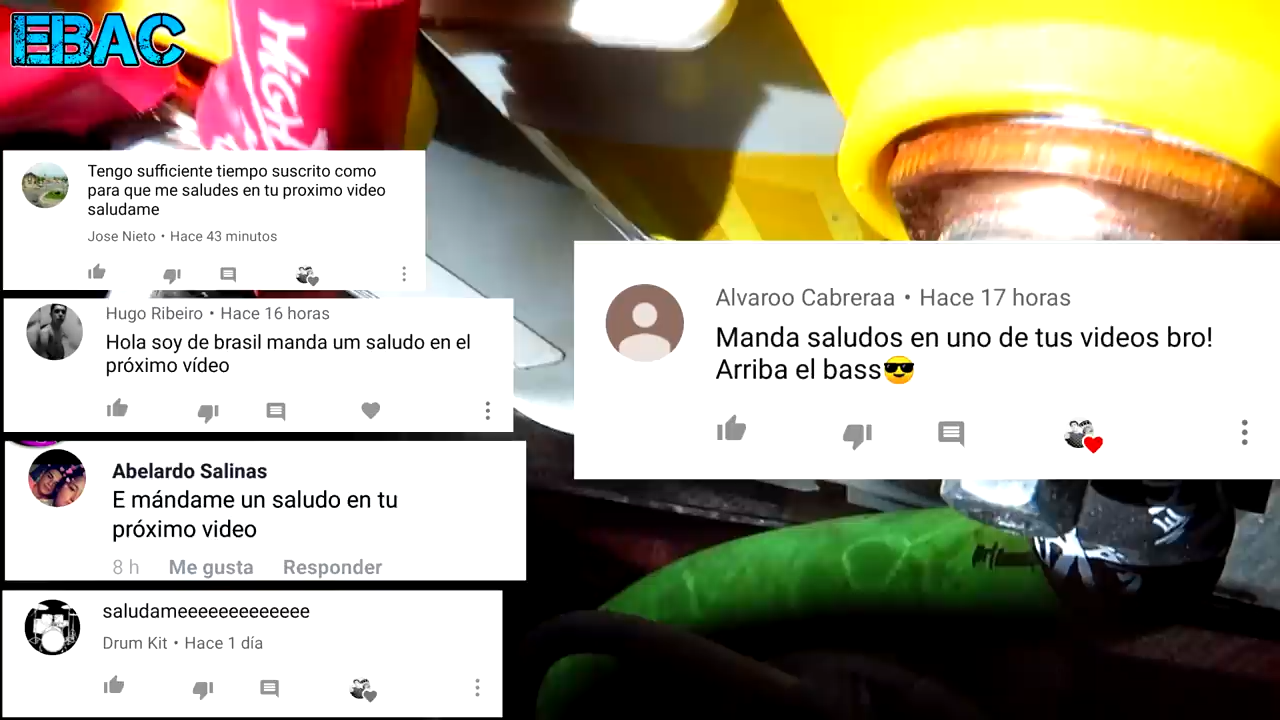 EBAC
Tengo sufficiente tiempo suscrito como
para que me saludes en tu proximo video
saludame
Jose Nieto • Hace 43 minutos
Hugo Ribeiro • Hace 16 horas
Hola soy de brasil manda um saludo en el
próximo vídeo
Abelardo Salinas
E mándame un saludo en tu
próximo video
8 h Me gusta Responder
saludameeeeeeeeeeeee
Drum Kit • Hace 1 día
Alvaroo Cabreraa • Hace 17 horas
Manda saludos en uno de tus videos bro!
Arriba el bass😎